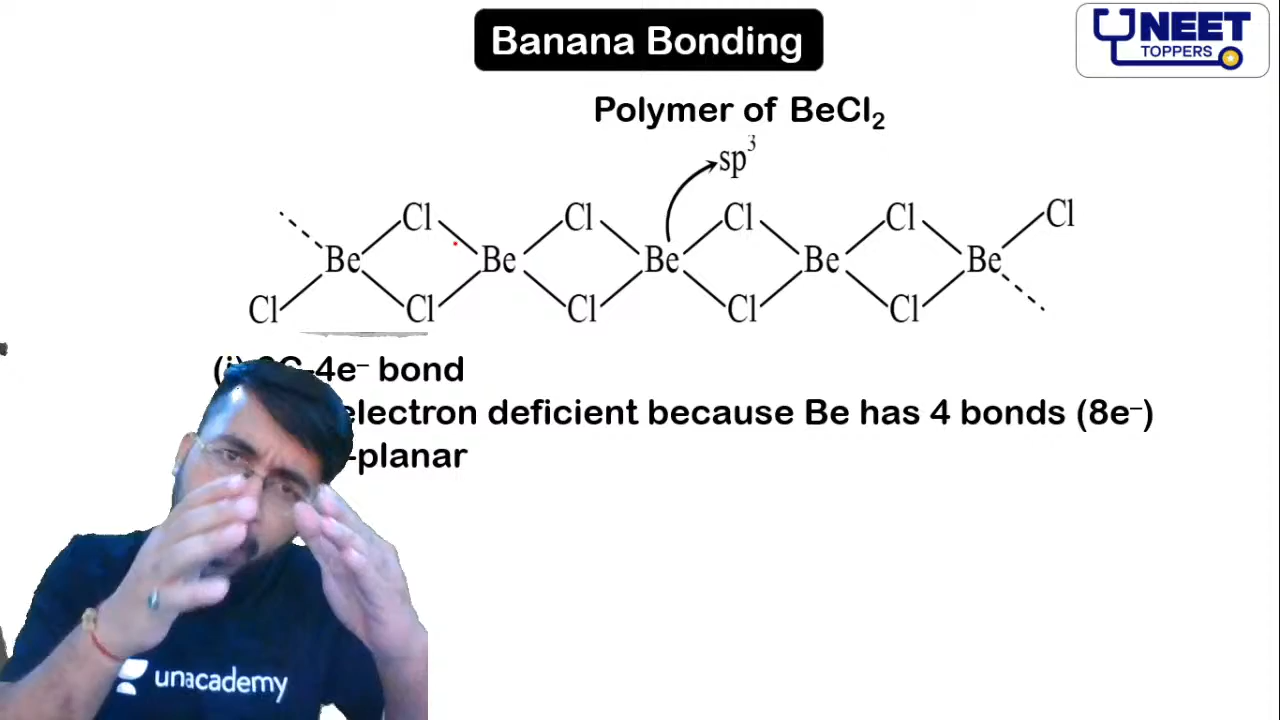 Banana Bonding
NEET
TOPPERS
Polymer of BeCl₂
sp³
Cl Cl Cl Cl Cl
Be Be Be Be Be
Cl Cl Cl Cl Cl
-4e⁻ bond
electron deficient because Be has 4 bonds (8e⁻)
-planar
unacademy